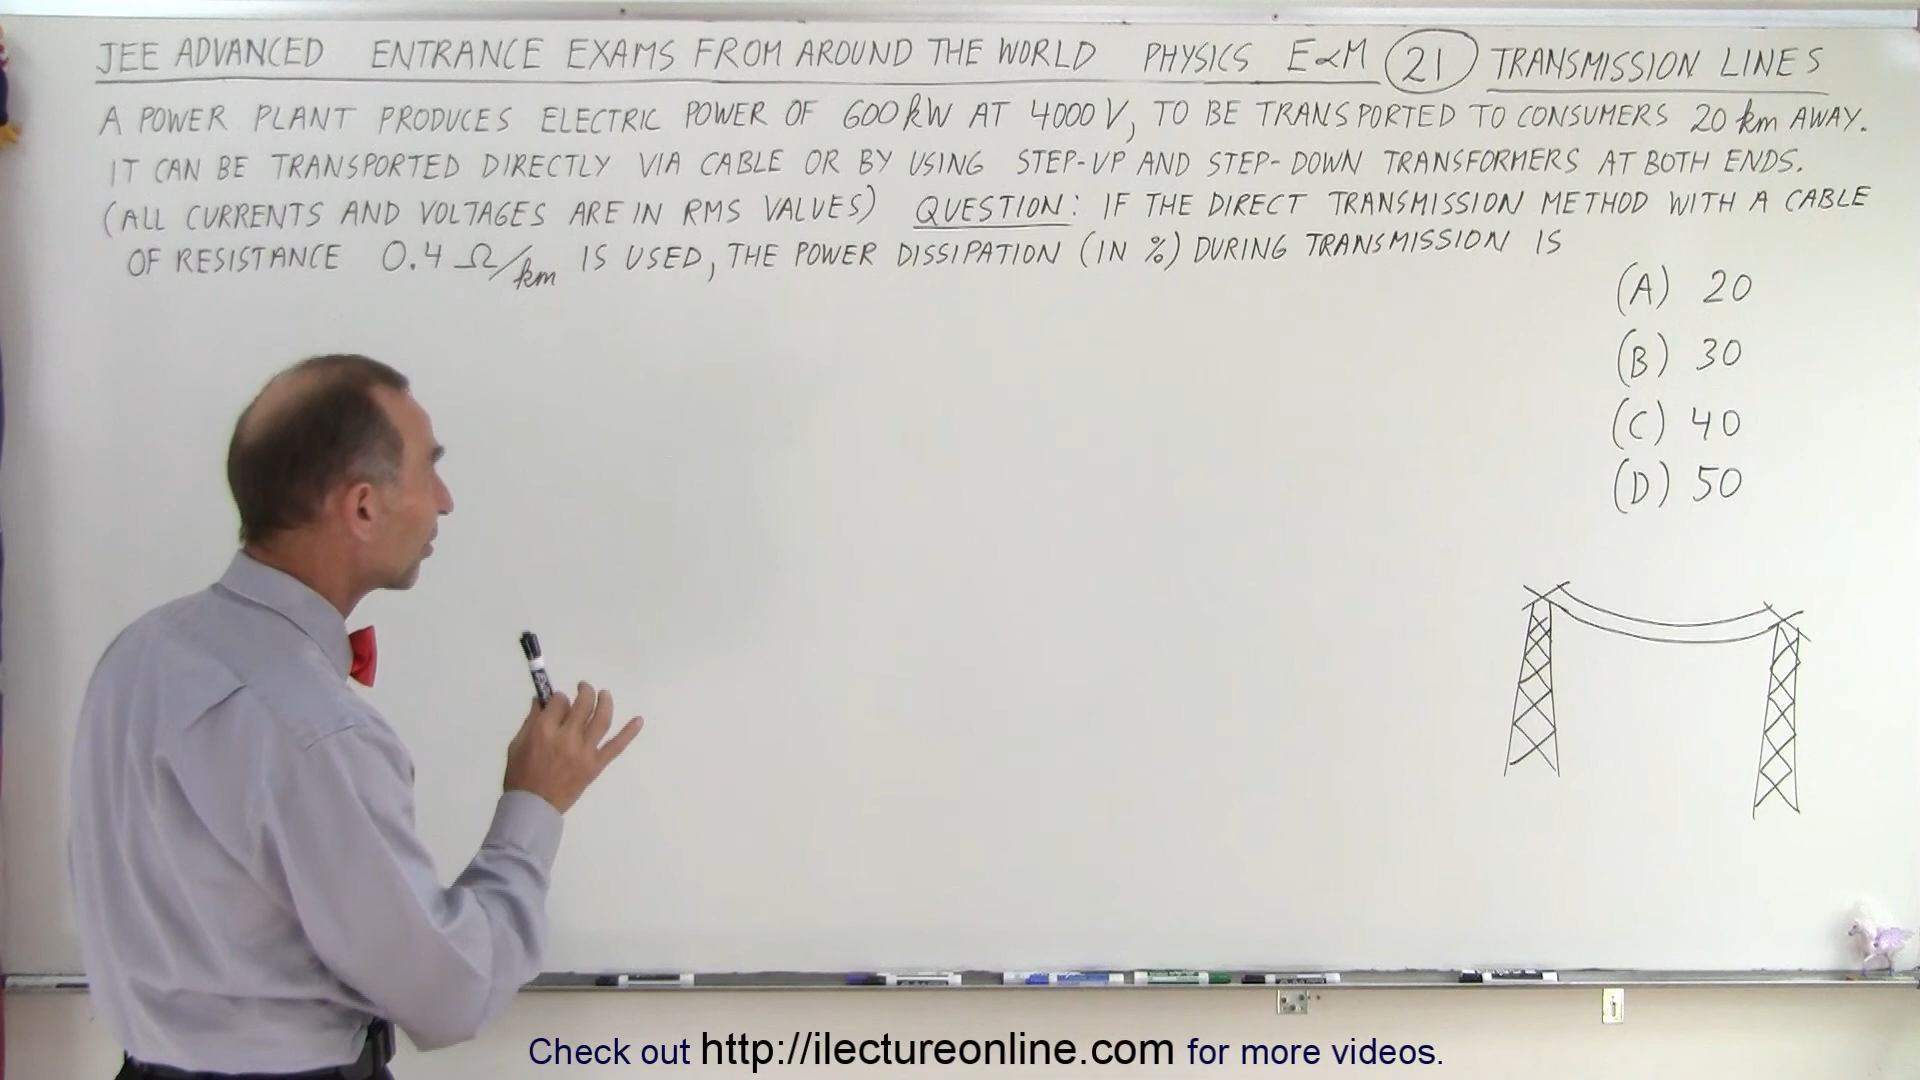 JEE ADVANCED ENTRANCE EXAMS FROM AROUND THE WORLD PHYSICS E&M 21 TRANSMISSION LINES
A POWER PLANT PRODUCES ELECTRIC POWER OF 600 kW AT 4000 V, TO BE TRANSPORTED TO CONSUMERS 20 km AWAY.
IT CAN BE TRANSPORTED DIRECTLY VIA CABLE OR BY USING STEP-UP AND STEP-DOWN TRANSFORMERS AT BOTH ENDS.
(ALL CURRENTS AND VOLTAGES ARE IN RMS VALUES) QUESTION: IF THE DIRECT TRANSMISSION METHOD WITH A CABLE
OF RESISTANCE 0.4 Ω/km IS USED, THE POWER DISSIPATION (IN %) DURING TRANSMISSION IS
(A) 20
(B) 30
(C) 40
(D) 50
Check out http://ilectureonline.com for more videos.